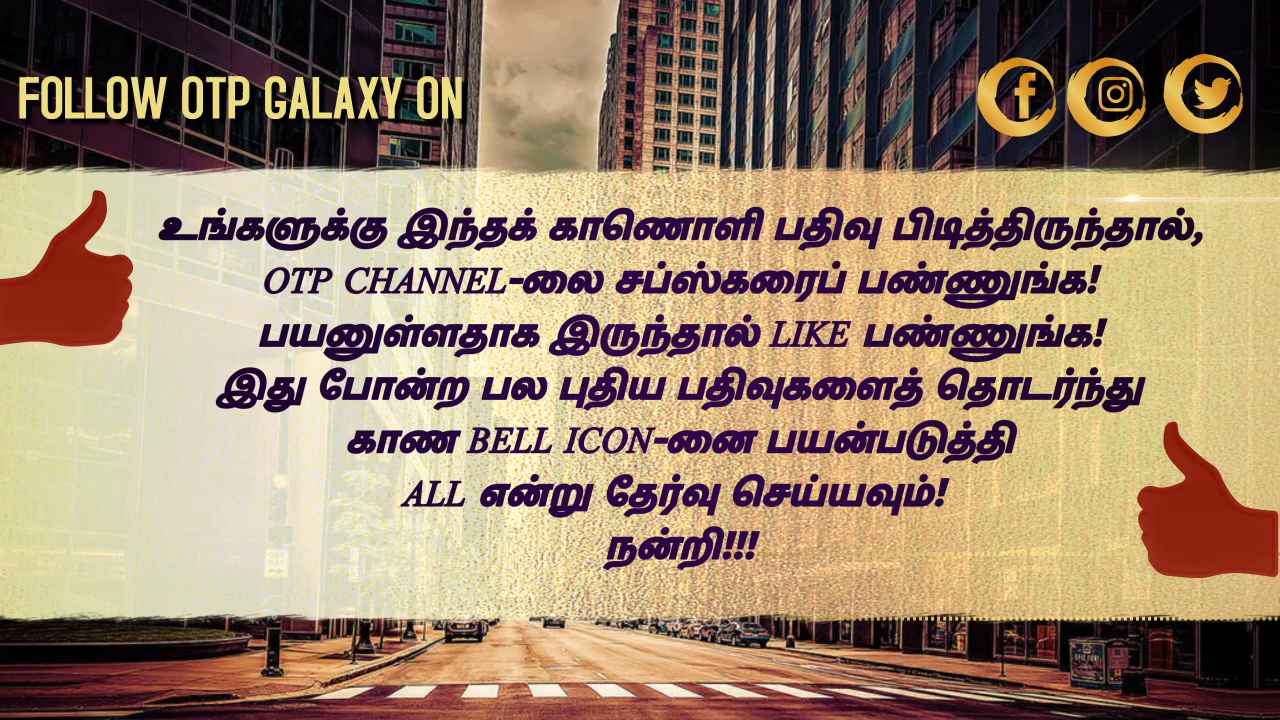 FOLLOW OTP GALAXY ON
உங்களுக்கு இந்தக் காணொளி பதிவு பிடித்திருந்தால்,
OTP CHANNEL-லை சப்ஸ்கரைப் பண்ணுங்க!
பயனுள்ளதாக இருந்தால் LIKE பண்ணுங்க!
இது போன்ற பல புதிய பதிவுகளைத் தொடர்ந்து
காண BELL ICON-னை பயன்படுத்தி
ALL என்று தேர்வு செய்யவும்!
நன்றி!!!